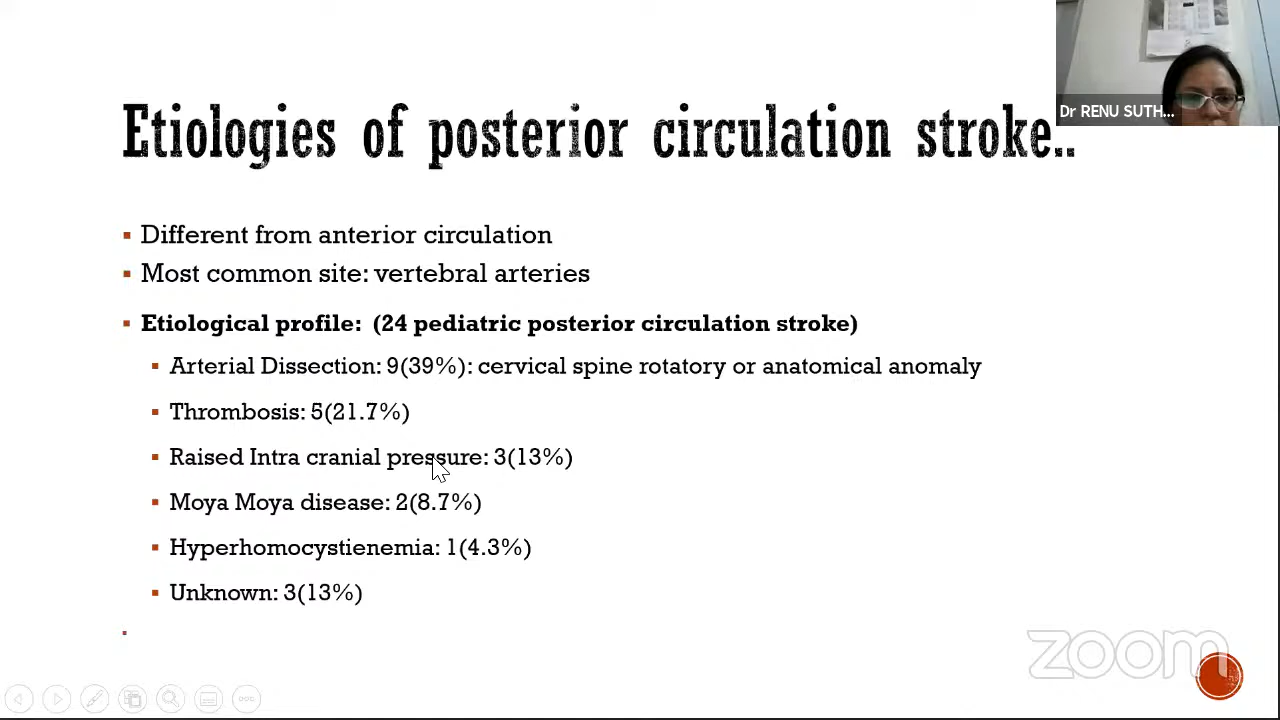 Dr RENU SUTH...
Etiologies of posterior circulation stroke..
Different from anterior circulation
Most common site: vertebral arteries
Etiological profile: (24 pediatric posterior circulation stroke)
Arterial Dissection: 9(39%): cervical spine rotatory or anatomical anomaly
Thrombosis: 5(21.7%)
Raised Intra cranial pressure: 3(13%)
Moya Moya disease: 2(8.7%)
Hyperhomocystienemia: 1(4.3%)
Unknown: 3(13%)
zoom